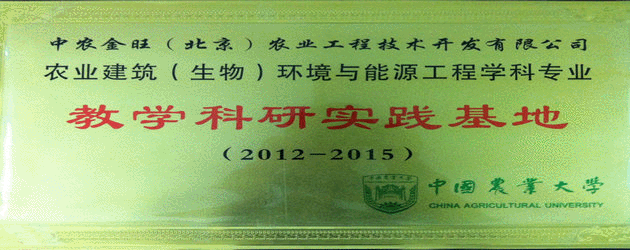 中农金旺（北京）农业工程技术开发有限公司
农业建筑（生物）环境与能源工程学科专业
教学科研实践基地
（2012－2015）
中国農業大学
CHINA AGRICULTURAL UNIVERSITY